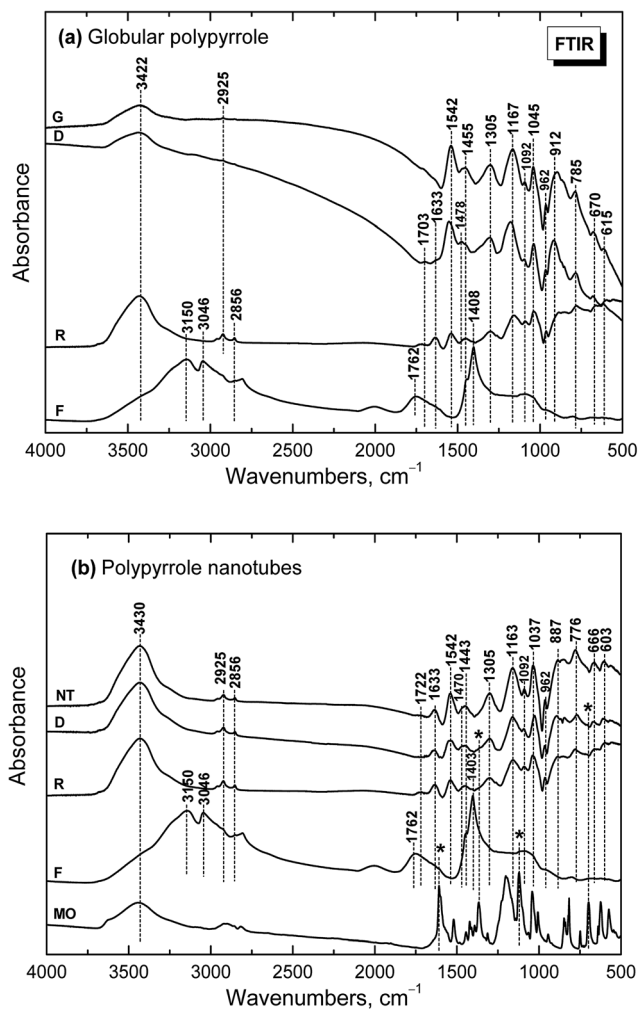 (a) Globular polypyrrole
FTIR
3422
2925
1542
1455
1305
1167
1092
1045
962
912
785
670
615
G
D
1703
1633
1478
R
3150
3046
2856
1762
1408
F
Absorbance
4000 3500 3000 2500 2000 1500 1000 500
Wavenumbers, cm⁻¹
(b) Polypyrrole nanotubes
3430
2925
2856
1722
1633
1542
1470
1443
1305
1163
1092
1037
962
887
776
666
603
NT
D
*
*
R
3150
3046
1762
1403
*
*
F
MO
Absorbance
4000 3500 3000 2500 2000 1500 1000 500
Wavenumbers, cm⁻¹